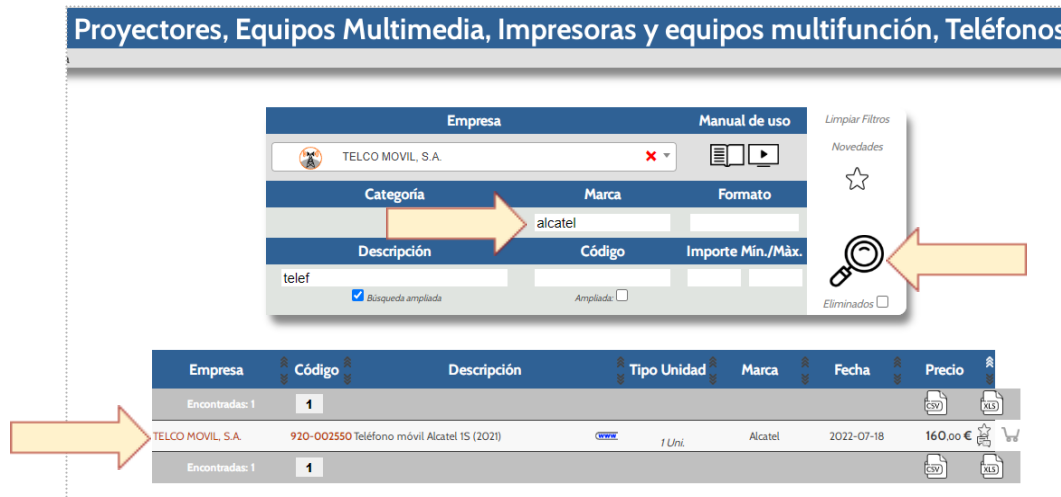 Proyectores, Equipos Multimedia, Impresoras y equipos multifunción, Teléfonos
Empresa Manual de uso Limpiar Filtros
TELCO MOVIL, S.A. Novedades
Categoría Marca Formato
alcatel
Descripción Código Importe Mín./Màx.
telef
Búsqueda ampliada Ampliada: Eliminados
Empresa Código Descripción Tipo Unidad Marca Fecha Precio
Encontradas: 1 1 CSV XLS
TELCO MOVIL, S.A. 920-002550 Teléfono móvil Alcatel 1S (2021) www 1 Uni. Alcatel 2022-07-18 160,00 €
Encontradas: 1 1 CSV XLS